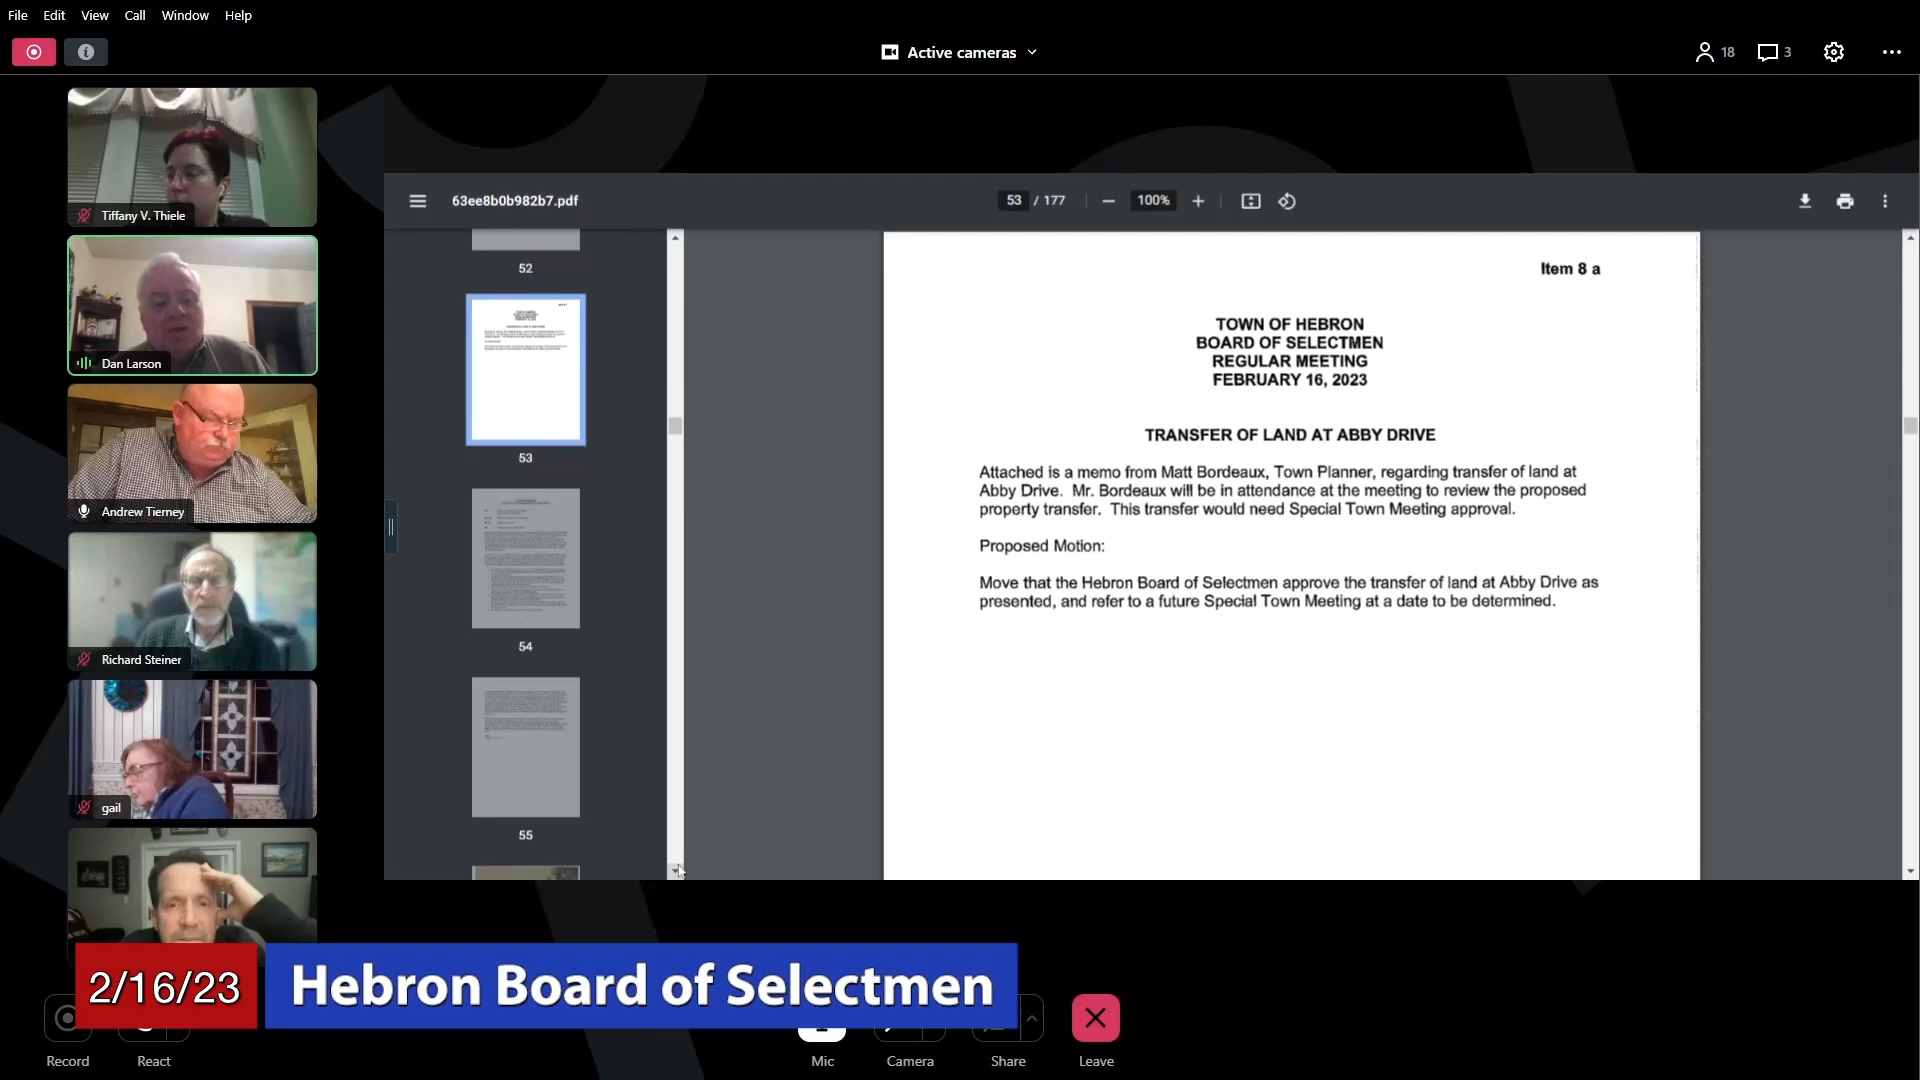 File Edit View Call Window Help
Active cameras
18
3
Tiffany V. Thiele
Dan Larson
Andrew Tierney
Richard Steiner
gail
63ee8b0b982b7.pdf
53 / 177
100%
52
53
54
55
Item 8 a
TOWN OF HEBRON
BOARD OF SELECTMEN
REGULAR MEETING
FEBRUARY 16, 2023
TRANSFER OF LAND AT ABBY DRIVE
Attached is a memo from Matt Bordeaux, Town Planner, regarding transfer of land at
Abby Drive. Mr. Bordeaux will be in attendance at the meeting to review the proposed
property transfer. This transfer would need Special Town Meeting approval.
Proposed Motion:
Move that the Hebron Board of Selectmen approve the transfer of land at Abby Drive as
presented, and refer to a future Special Town Meeting at a date to be determined.
2/16/23
Hebron Board of Selectmen
Record
React
Mic
Camera
Share
Leave